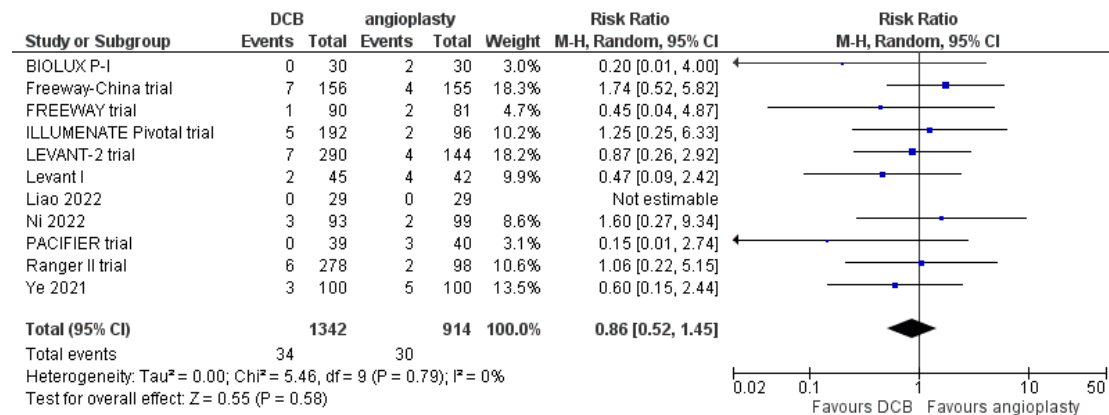 DCB angioplasty Risk Ratio Risk Ratio
Study or Subgroup Events Total Events Total Weight M-H, Random, 95% CI M-H, Random, 95% CI
BIOLUX P-I 0 30 2 30 3.0% 0.20 [0.01, 4.00]
Freeway-China trial 7 156 4 155 18.3% 1.74 [0.52, 5.82]
FREEWAY trial 1 90 2 81 4.7% 0.45 [0.04, 4.87]
ILLUMENATE Pivotal trial 5 192 2 96 10.2% 1.25 [0.25, 6.33]
LEVANT-2 trial 7 290 4 144 18.2% 0.87 [0.26, 2.92]
Levant I 2 45 4 42 9.9% 0.47 [0.09, 2.42]
Liao 2022 0 29 0 29 Not estimable
Ni 2022 3 93 2 99 8.6% 1.60 [0.27, 9.34]
PACIFIER trial 0 39 3 40 3.1% 0.15 [0.01, 2.74]
Ranger II trial 6 278 2 98 10.6% 1.06 [0.22, 5.15]
Ye 2021 3 100 5 100 13.5% 0.60 [0.15, 2.44]
Total (95% CI) 1342 914 100.0% 0.86 [0.52, 1.45]
Total events 34 30
Heterogeneity: Tau² = 0.00; Chi² = 5.46, df = 9 (P = 0.79); I² = 0%
Test for overall effect: Z = 0.55 (P = 0.58)
0.02 0.1 1 10 50
Favours DCB Favours angioplasty